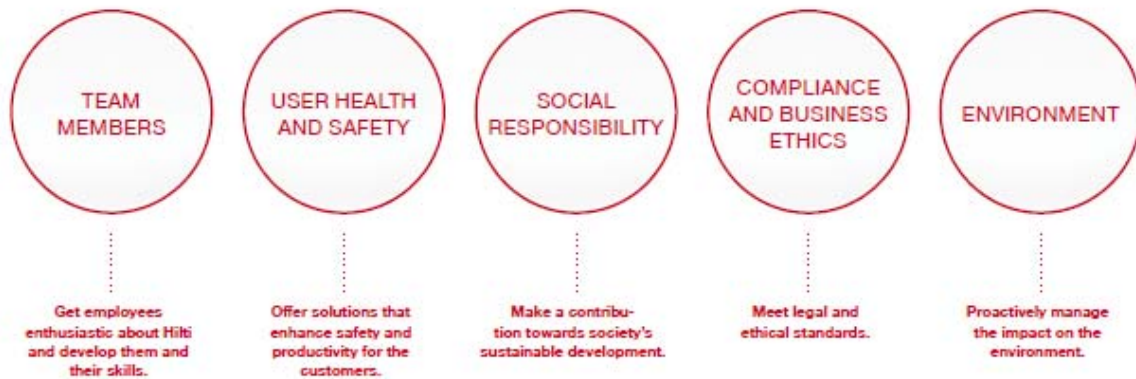 TEAM
MEMBERS
USER HEALTH
AND SAFETY
SOCIAL
RESPONSIBILITY
COMPLIANCE
AND BUSINESS
ETHICS
ENVIRONMENT
Get employees
enthusiastic about Hilti
and develop them and
their skills.
Offer solutions that
enhance safety and
productivity for the
customers.
Make a contribu-
tion towards society's
sustainable development.
Meet legal and
ethical standards.
Proactively manage
the impact on the
environment.